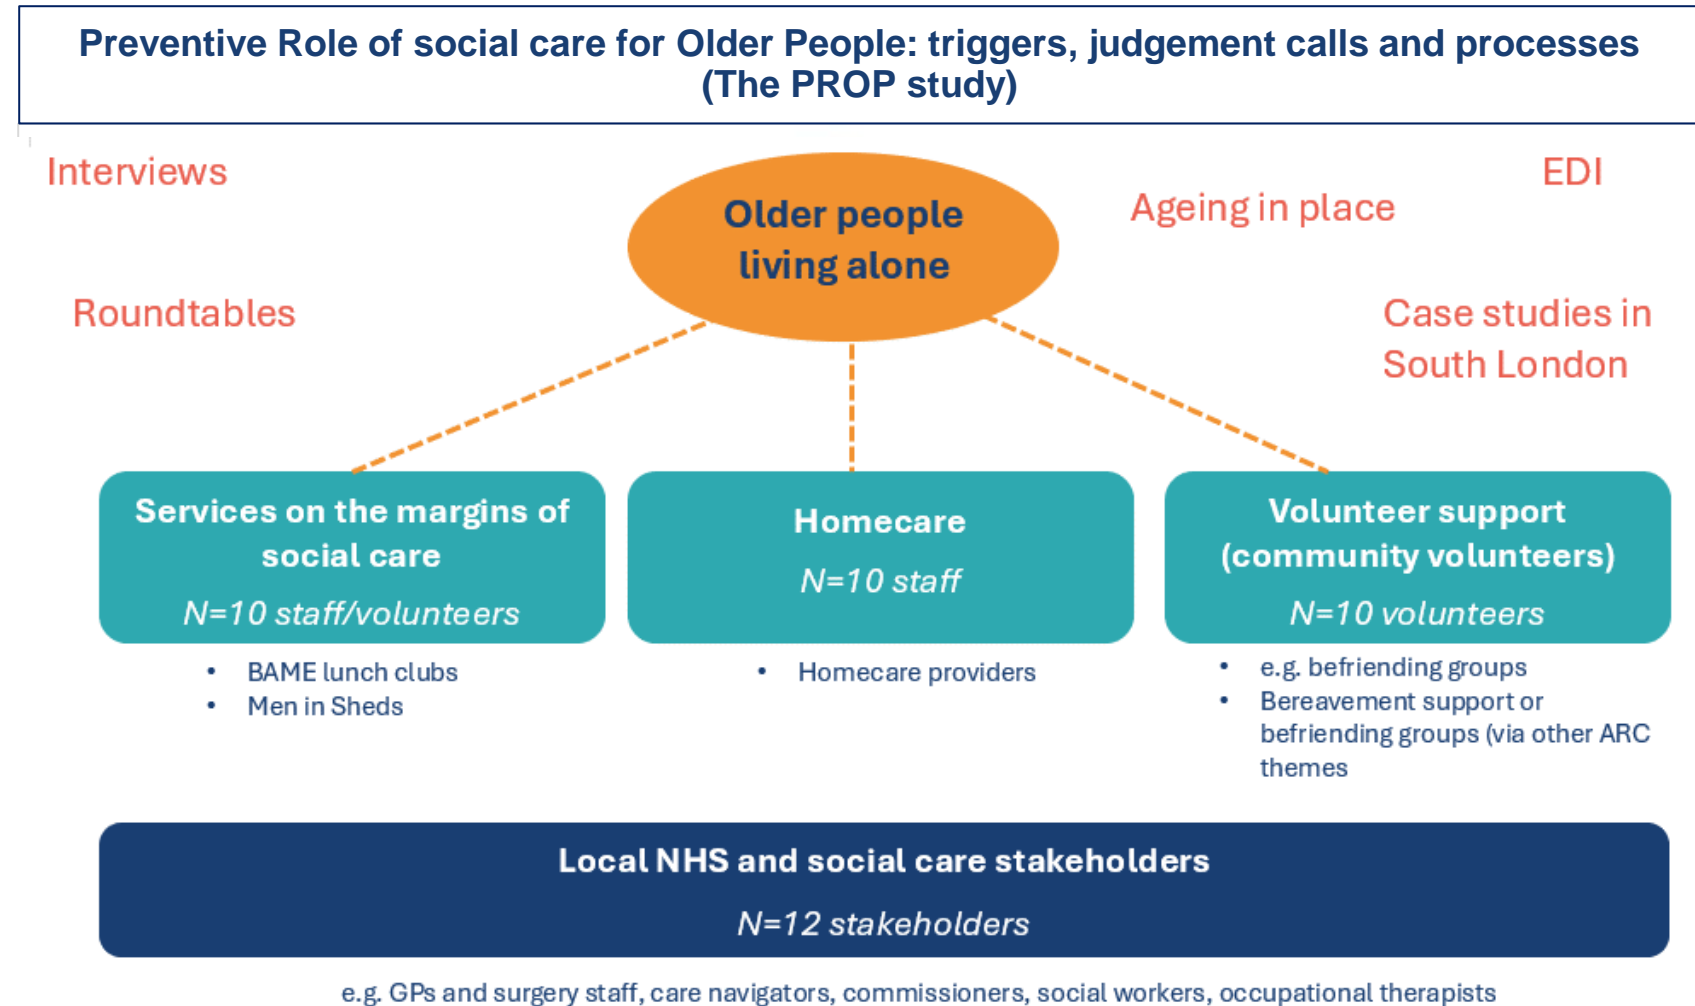 Preventive Role of social care for Older People: triggers, judgement calls and processes
(The PROP study)
Interviews
EDI
Ageing in place
Older people
living alone
Roundtables
Case studies in
South London
Services on the margins of
social care
N=10 staff/volunteers
Homecare
N=10 staff
Volunteer support
(community volunteers)
N=10 volunteers
• BAME lunch clubs
• Men in Sheds
• Homecare providers
• e.g. befriending groups
• Bereavement support or
befriending groups (via other ARC
themes
Local NHS and social care stakeholders
N=12 stakeholders
e.g. GPs and surgery staff, care navigators, commissioners, social workers, occupational therapists